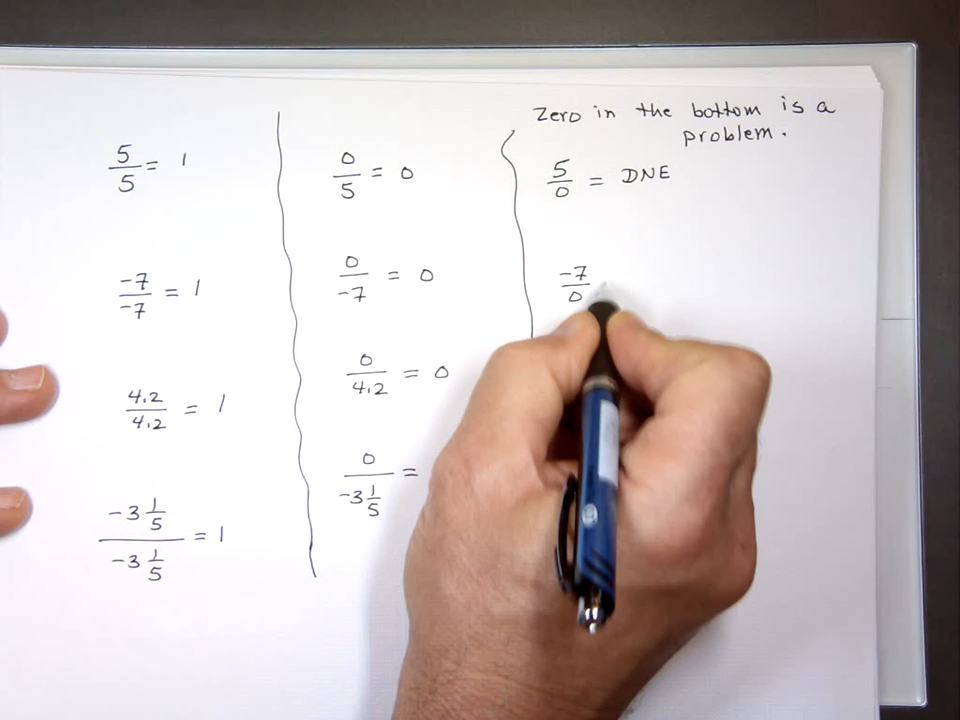 5/5 = 1
-7/-7 = 1
4.2/4.2 = 1
-3 1/5 / -3 1/5 = 1
0/5 = 0
0/-7 = 0
0/4.2 = 0
0/-3 1/5 =
Zero in the bottom is a
problem.
5/0 = DNE
-7/0